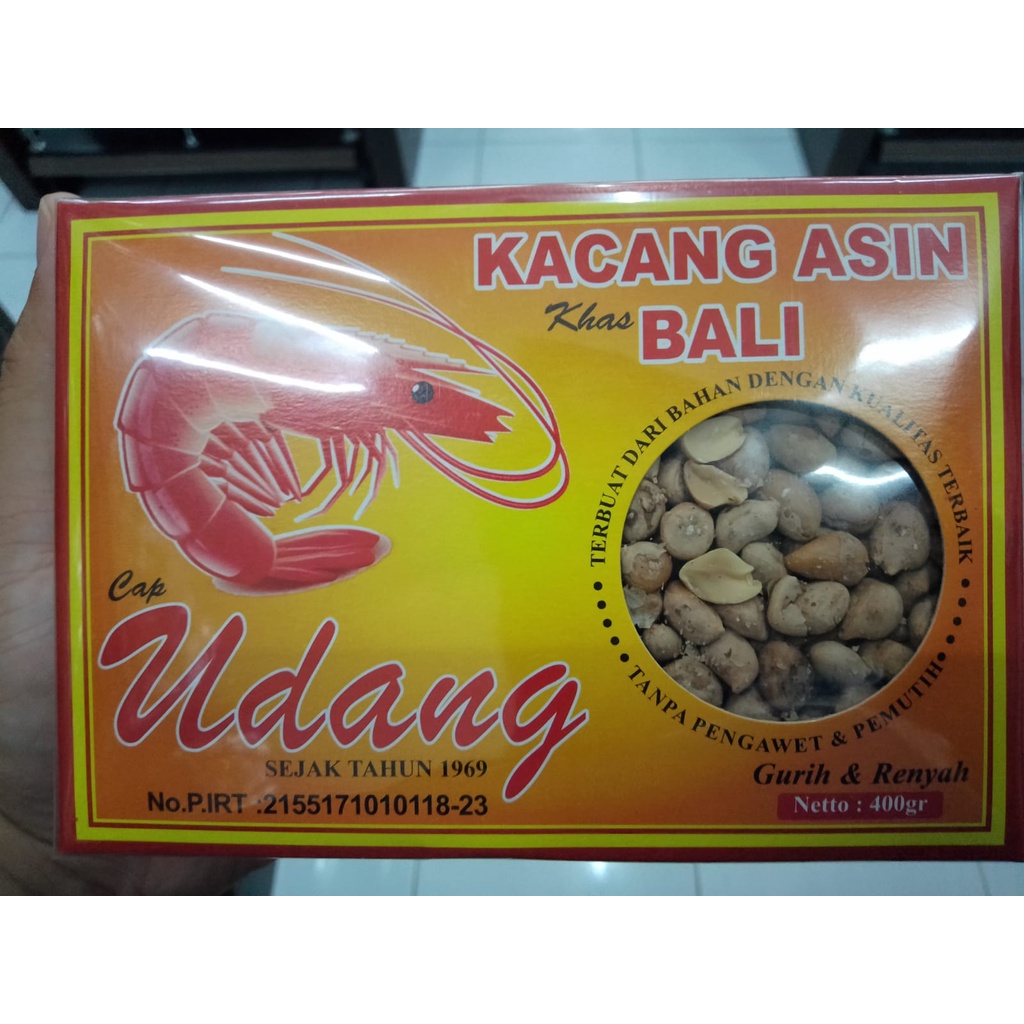 KACANG ASIN
Khas BALI
TERBUAT DARI BAHAN DENGAN KUALITAS TERBAIK
TANPA PENGAWET & PEMUTIH
Cap
Udang
SEJAK TAHUN 1969
No.P.IRT :2155171010118-23
Gurih & Renyah
Netto : 400gr